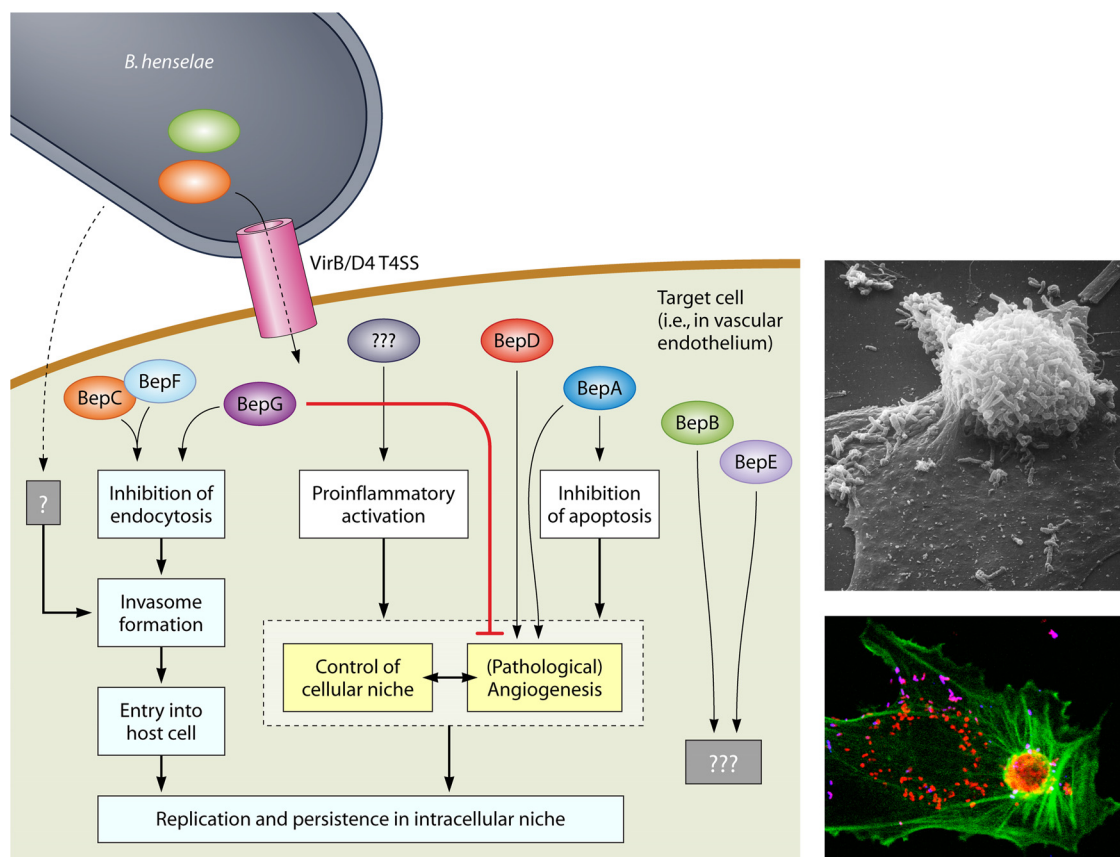 B. henselae
VirB/D4 T4SS
Target cell
(i.e., in vascular
endothelium)
???
BepD
BepF
BepC
BepG
BepA
BepB
BepE
?
Inhibition of
endocytosis
Proinflammatory
activation
Inhibition
of apoptosis
Invasome
formation
Control of
cellular niche
(Pathological)
Angiogenesis
Entry into
host cell
???
Replication and persistence in intracellular niche